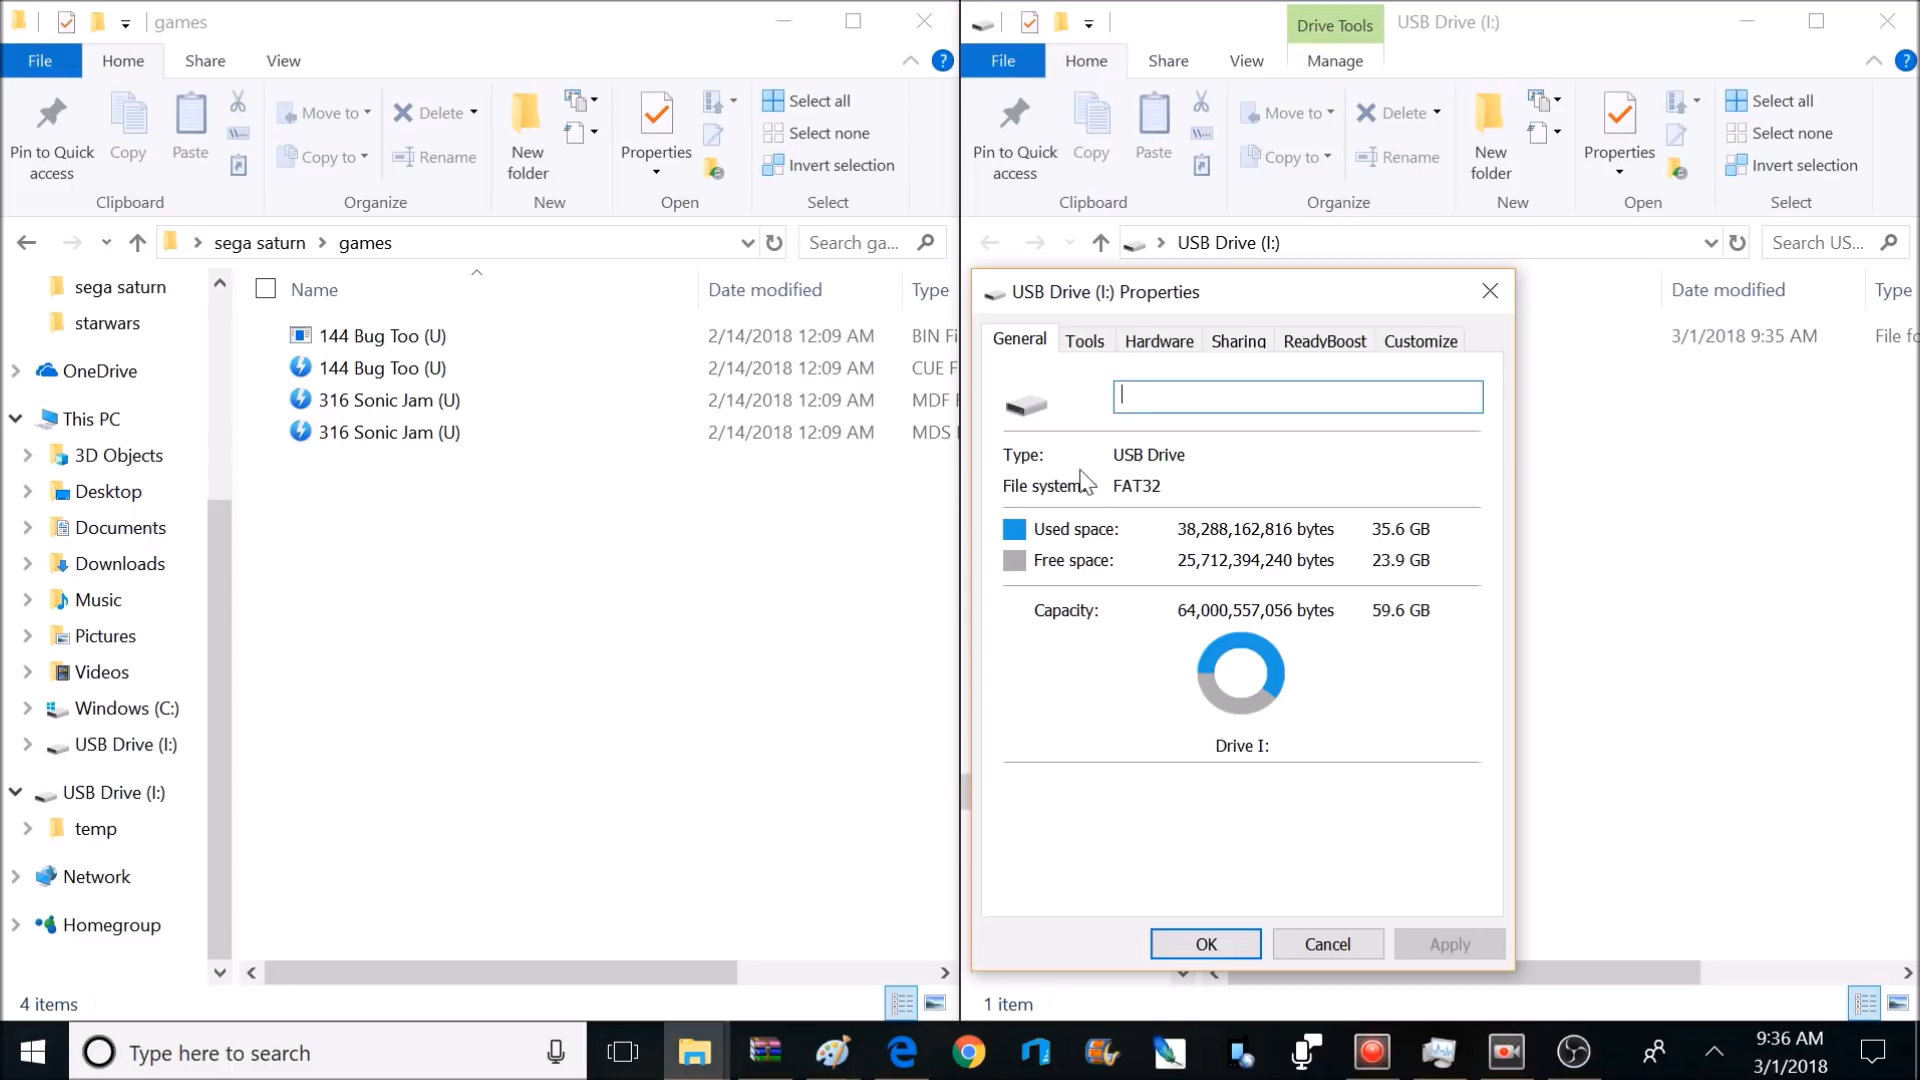 games
File
Home
Share
View
Pin to Quick access
Copy
Paste
Move to
Copy to
Delete
Rename
New folder
Properties
Select all
Select none
Invert selection
Clipboard
Organize
New
Open
Select
sega saturn > games
Search ga...
sega saturn
starwars
OneDrive
This PC
3D Objects
Desktop
Documents
Downloads
Music
Pictures
Videos
Windows (C:)
USB Drive (I:)
USB Drive (I:)
temp
Network
Homegroup
Name Date modified Type
144 Bug Too (U) 2/14/2018 12:09 AM BIN Fi
144 Bug Too (U) 2/14/2018 12:09 AM CUE F
316 Sonic Jam (U) 2/14/2018 12:09 AM MDF
316 Sonic Jam (U) 2/14/2018 12:09 AM MDS
4 items
Drive Tools
USB Drive (I:)
File
Home
Share
View
Manage
Pin to Quick access
Copy
Paste
Move to
Copy to
Delete
Rename
New folder
Properties
Select all
Select none
Invert selection
Clipboard
Organize
New
Open
Select
USB Drive (I:)
Search US...
Date modified Type
3/1/2018 9:35 AM File fo
USB Drive (I:) Properties
General Tools Hardware Sharing ReadyBoost Customize
Type: USB Drive
File system: FAT32
Used space: 38,288,162,816 bytes 35.6 GB
Free space: 25,712,394,240 bytes 23.9 GB
Capacity: 64,000,557,056 bytes 59.6 GB
Drive I:
OK Cancel Apply
1 item
Type here to search
9:36 AM
3/1/2018